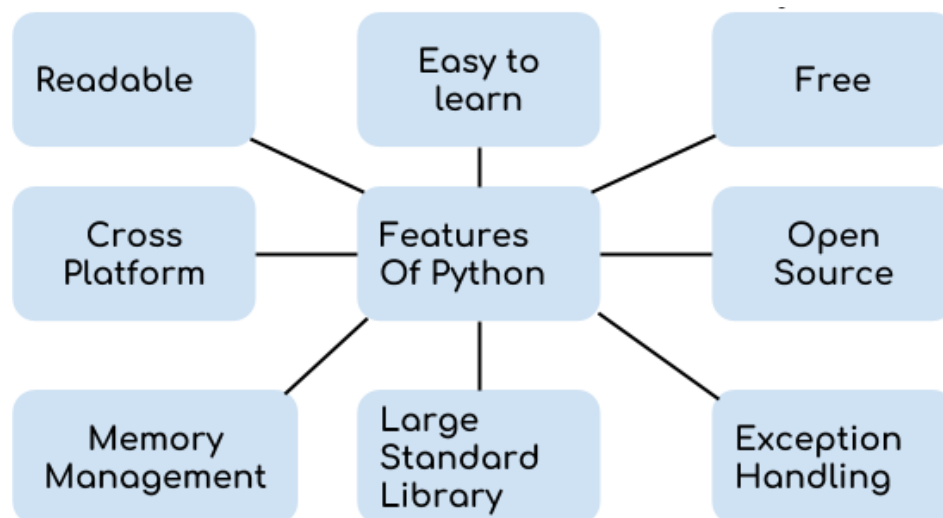 Readable
Easy to
learn
Free
Cross
Platform
Features
Of Python
Open
Source
Memory
Management
Large
Standard
Library
Exception
Handling